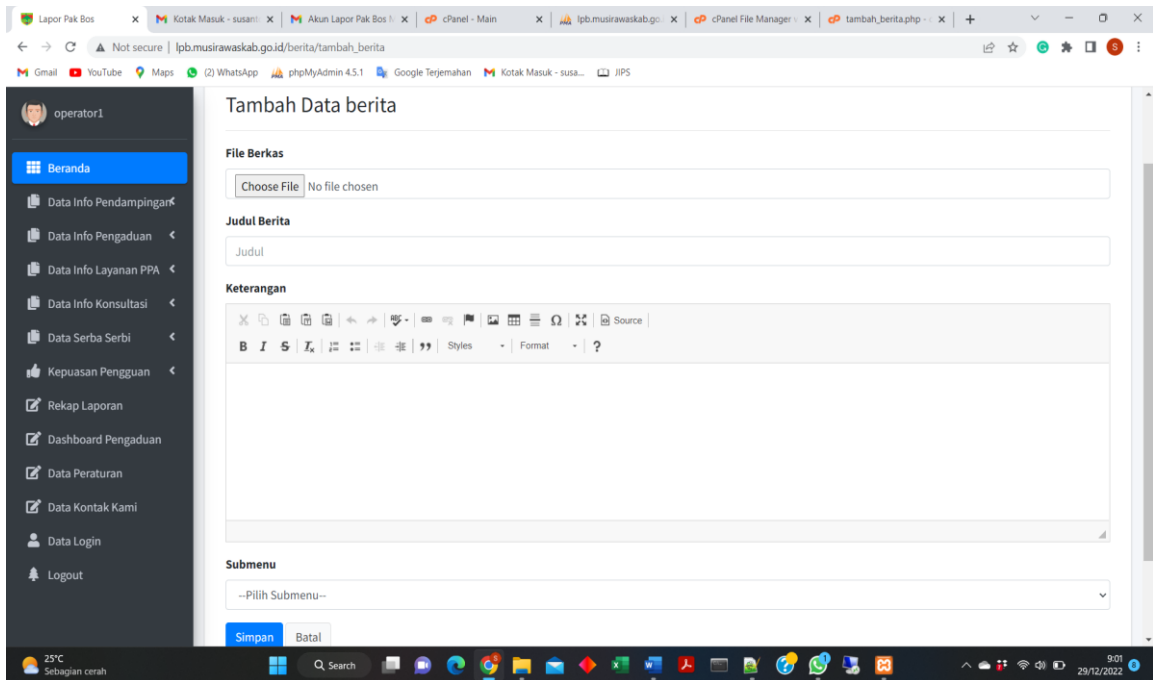 Lapor Pak Bos
Kotak Masuk - susant
Akun Lapor Pak Bos
cPanel - Main
lpb.musirawaskab.go.
cPanel File Manager v
tambah_berita.php -
Not secure | lpb.musirawaskab.go.id/berita/tambah_berita
S
Gmail YouTube Maps (2) WhatsApp phpMyAdmin 4.5.1 Google Terjemahan Kotak Masuk - susa... JIPS
operator1
Beranda
Data Info Pendampingan
Data Info Pengaduan
Data Info Layanan PPA
Data Info Konsultasi
Data Serba Serbi
Kepuasan Pengguan
Rekap Laporan
Dashboard Pengaduan
Data Peraturan
Data Kontak Kami
Data Login
Logout
Tambah Data berita
File Berkas
Choose File No file chosen
Judul Berita
Judul
Keterangan
Source
B I S Ix Styles Format ?
Submenu
--Pilih Submenu--
Simpan Batal
25°C
Sebagian cerah
Search
9:01
29/12/2022